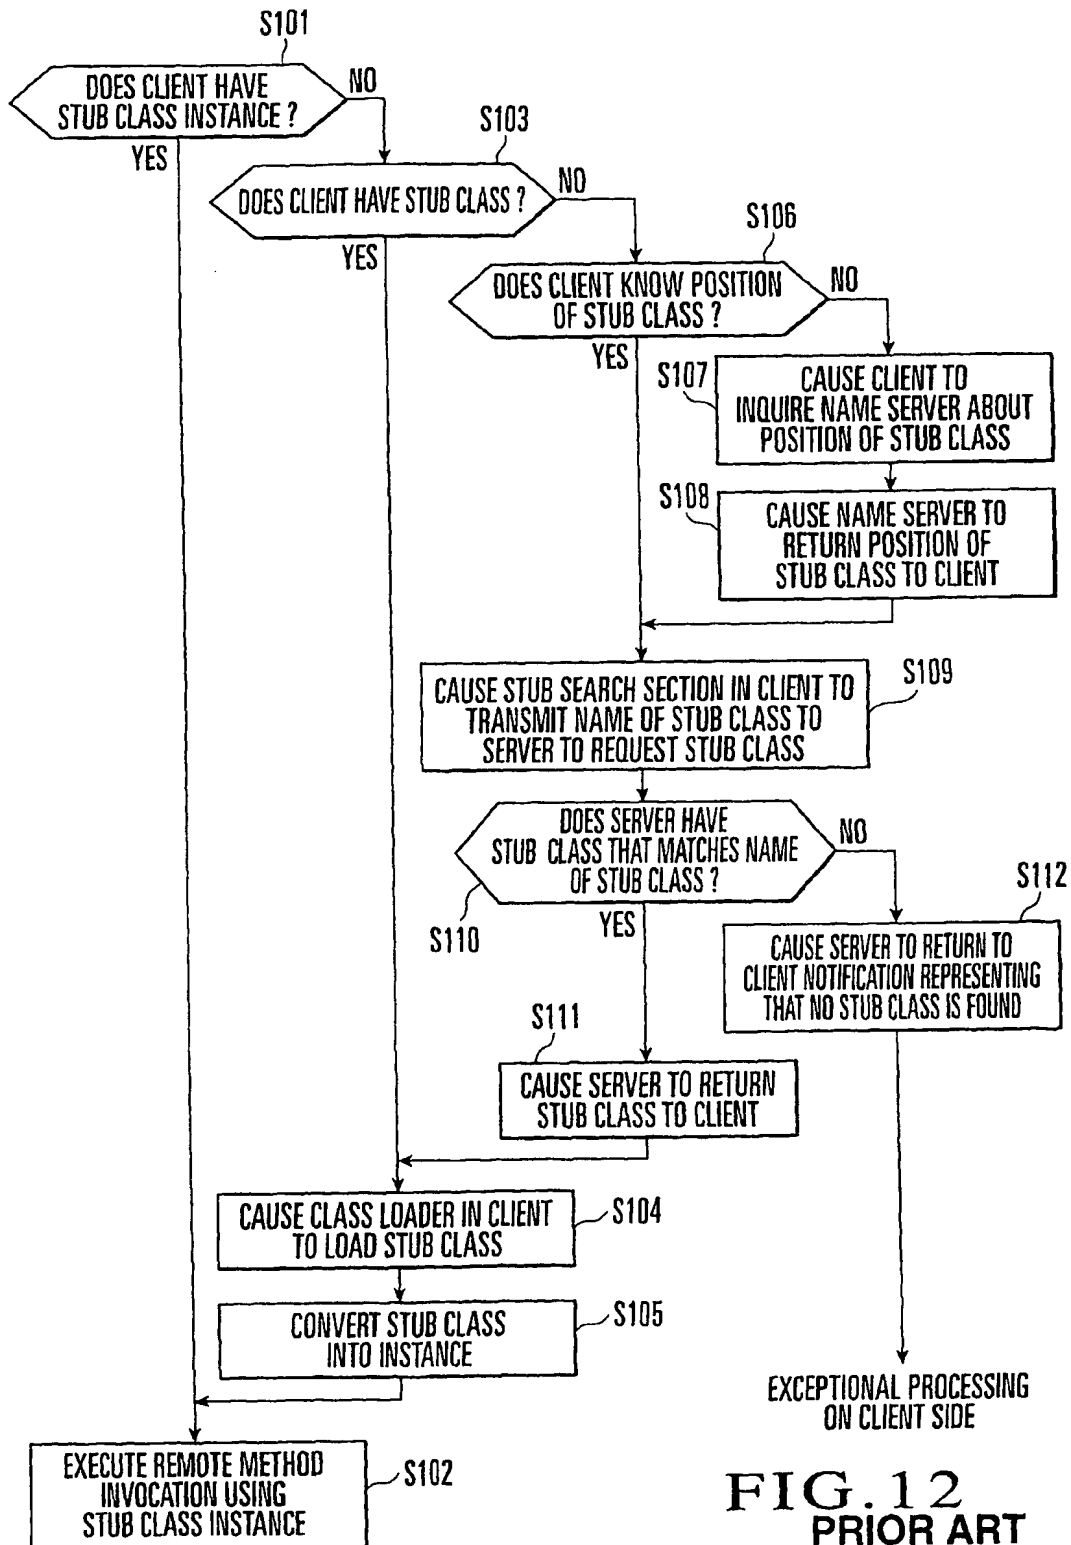 S101
DOES CLIENT HAVE
STUB CLASS INSTANCE ?
NO
YES
S103
DOES CLIENT HAVE STUB CLASS ?
NO
YES
S106
DOES CLIENT KNOW POSITION
OF STUB CLASS ?
NO
YES
S107
CAUSE CLIENT TO
INQUIRE NAME SERVER ABOUT
POSITION OF STUB CLASS
S108
CAUSE NAME SERVER TO
RETURN POSITION OF
STUB CLASS TO CLIENT
S109
CAUSE STUB SEARCH SECTION IN CLIENT TO
TRANSMIT NAME OF STUB CLASS TO
SERVER TO REQUEST STUB CLASS
DOES SERVER HAVE
STUB CLASS THAT MATCHES NAME
OF STUB CLASS ?
NO
S110
YES
S112
CAUSE SERVER TO RETURN TO
CLIENT NOTIFICATION REPRESENTING
THAT NO STUB CLASS IS FOUND
S111
CAUSE SERVER TO RETURN
STUB CLASS TO CLIENT
CAUSE CLASS LOADER IN CLIENT
TO LOAD STUB CLASS
S104
CONVERT STUB CLASS
INTO INSTANCE
S105
EXCEPTIONAL PROCESSING
ON CLIENT SIDE
EXECUTE REMOTE METHOD
INVOCATION USING
STUB CLASS INSTANCE
S102
FIG.12
PRIOR ART